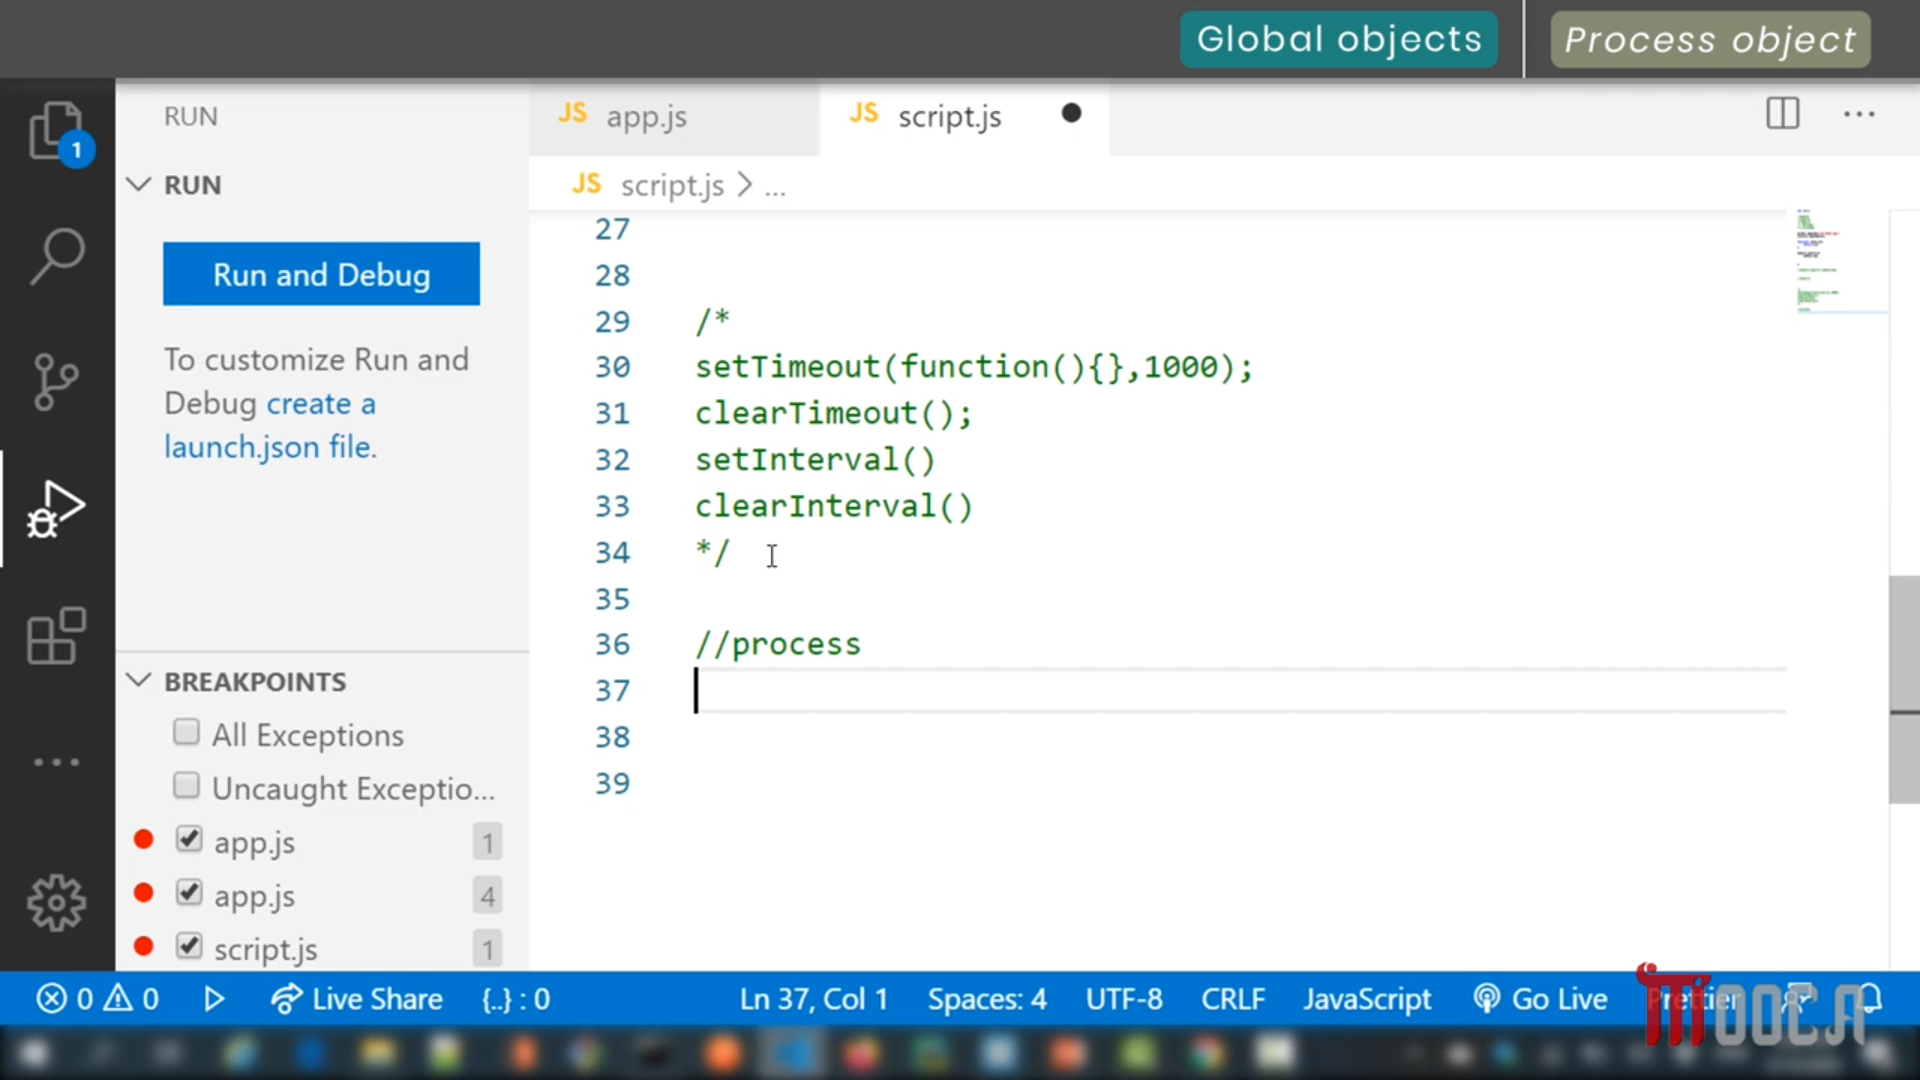 Global objects
Process object
1
RUN
JS app.js
JS script.js
RUN
JS script.js > ...
Run and Debug
To customize Run and
Debug create a
launch.json file.
27
28
29 /*
30 setTimeout(function(){},1000);
31 clearTimeout();
32 setInterval()
33 clearInterval()
34 */
35
36 //process
37
38
39
BREAKPOINTS
All Exceptions
Uncaught Exceptio...
app.js 1
app.js 4
script.js 1
0 0 Live Share {..} : 0 Ln 37, Col 1 Spaces: 4 UTF-8 CRLF JavaScript Go Live Prettier
MOOCA